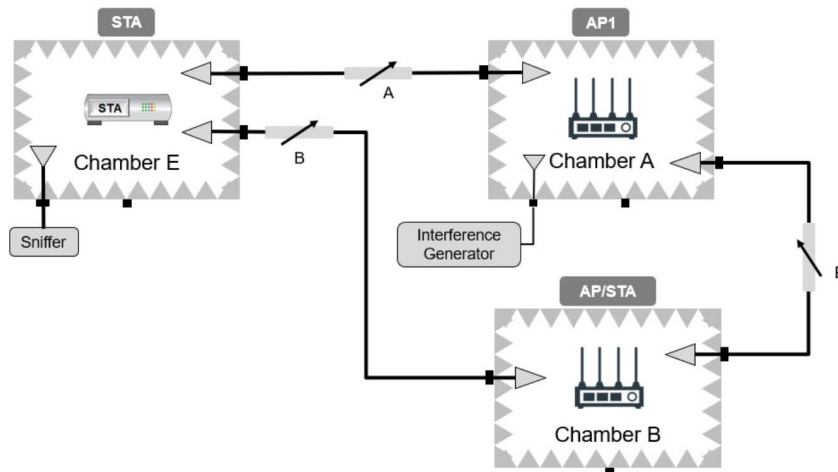 STA
AP1
STA
A
B
Chamber E
Chamber A
Sniffer
Interference
Generator
AP/STA
Chamber B